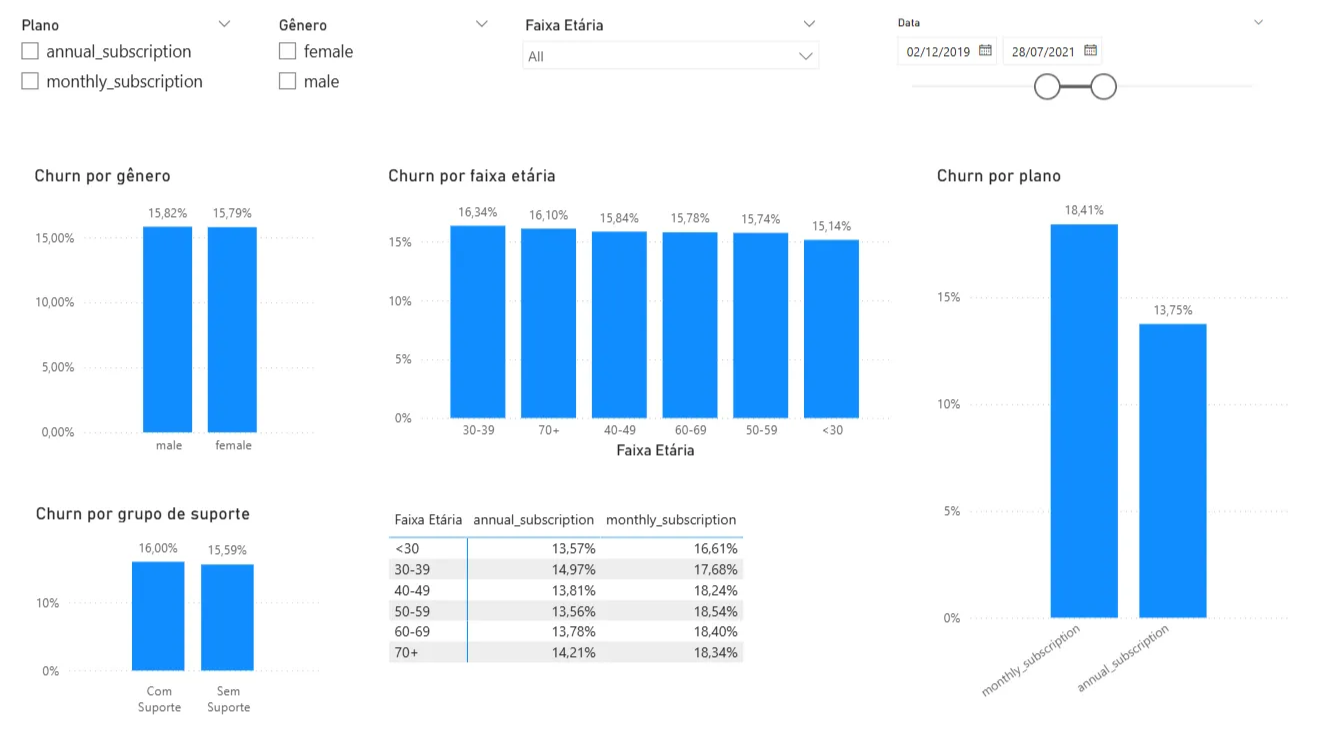 Plano
annual_subscription
monthly_subscription
Gênero
female
male
Faixa Etária
All
Data
02/12/2019 28/07/2021
Churn por gênero
15,82% 15,79%
15,00%
10,00%
5,00%
0,00%
male female
Churn por faixa etária
16,34% 16,10% 15,84% 15,78% 15,74% 15,14%
15%
10%
5%
0%
30-39 70+ 40-49 60-69 50-59 <30
Faixa Etária
Churn por plano
18,41%
13,75%
15%
10%
5%
0%
monthly_subscription annual_subscription
Churn por grupo de suporte
16,00% 15,59%
10%
0%
Com Suporte
Sem Suporte
Faixa Etária annual_subscription monthly_subscription
<30 13,57% 16,61%
30-39 14,97% 17,68%
40-49 13,81% 18,24%
50-59 13,56% 18,54%
60-69 13,78% 18,40%
70+ 14,21% 18,34%